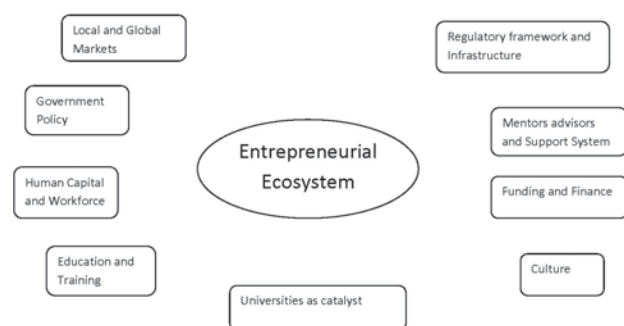 Local and Global
Markets
Regulatory framework and
Infrastructure
Government
Policy
Mentors advisors
and Support System
Entrepreneurial
Ecosystem
Human Capital
and Workforce
Funding and Finance
Education and
Training
Culture
Universities as catalyst